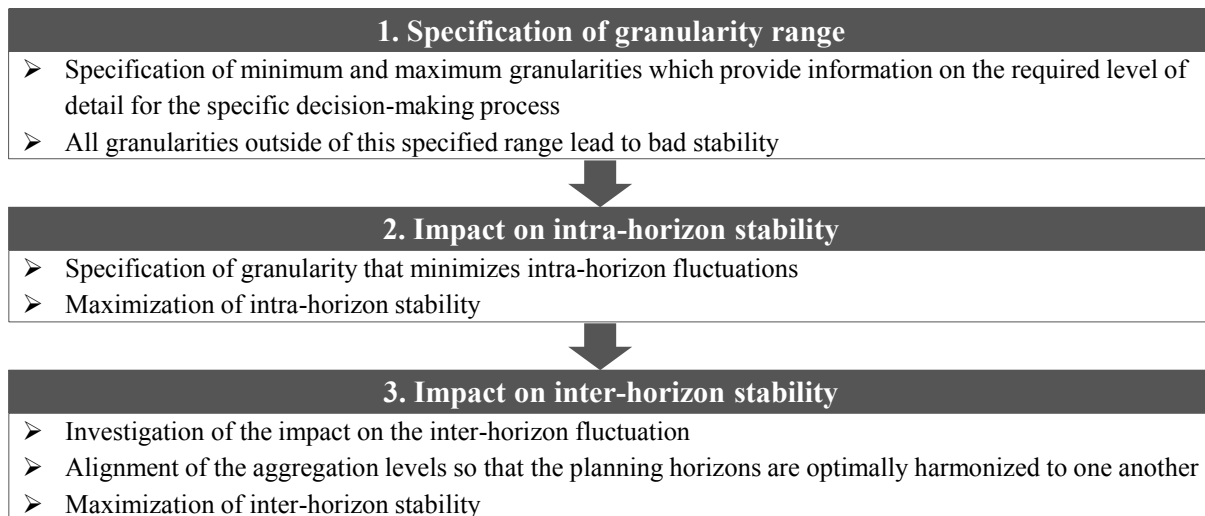 1. Specification of granularity range
➢ Specification of minimum and maximum granularities which provide information on the required level of
detail for the specific decision-making process
➢ All granularities outside of this specified range lead to bad stability
2. Impact on intra-horizon stability
➢ Specification of granularity that minimizes intra-horizon fluctuations
➢ Maximization of intra-horizon stability
3. Impact on inter-horizon stability
➢ Investigation of the impact on the inter-horizon fluctuation
➢ Alignment of the aggregation levels so that the planning horizons are optimally harmonized to one another
➢ Maximization of inter-horizon stability